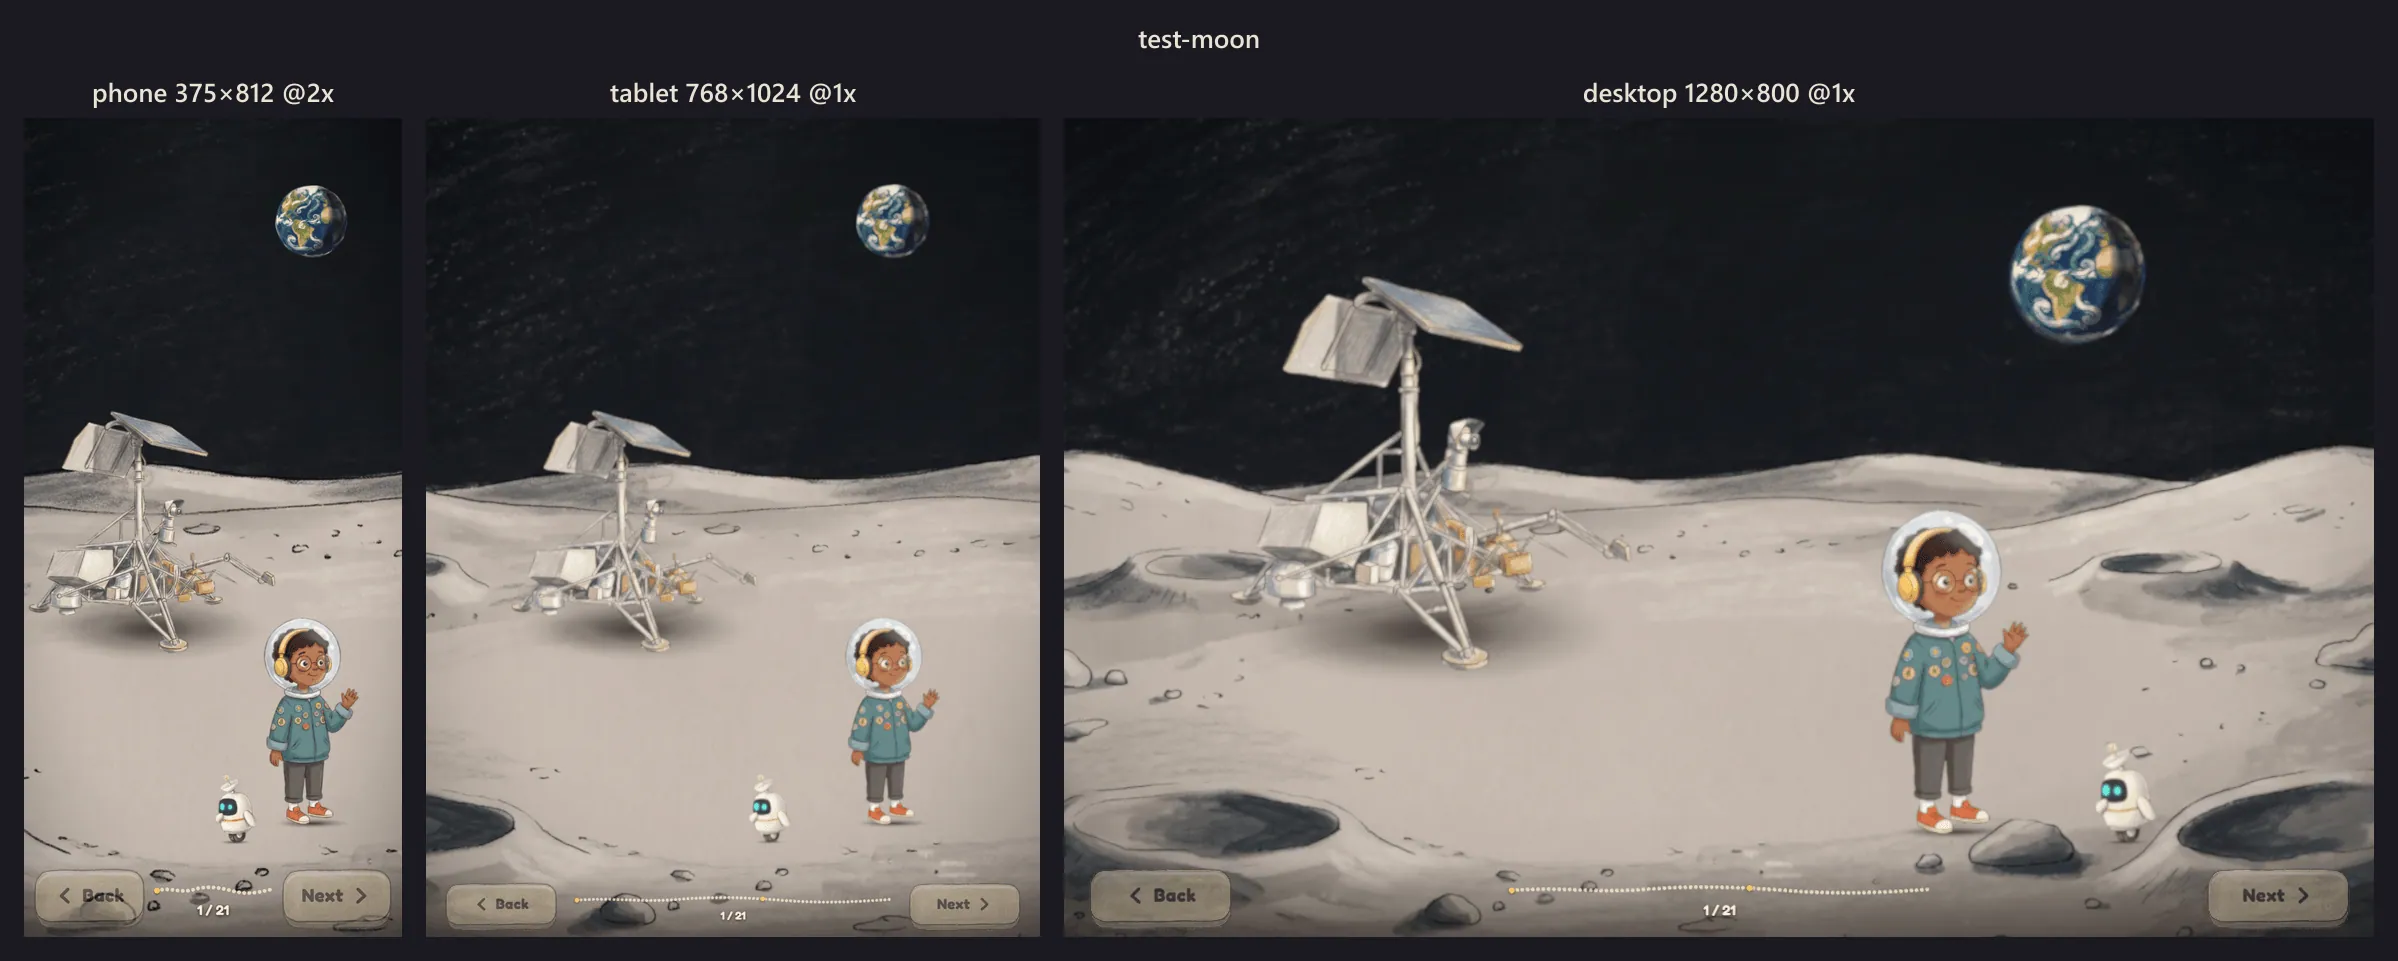 test-moon
phone 375×812 @2x
tablet 768×1024 @1x
desktop 1280×800 @1x
Back
1 / 21
Next
Back
1 / 21
Next
Back
1 / 21
Next